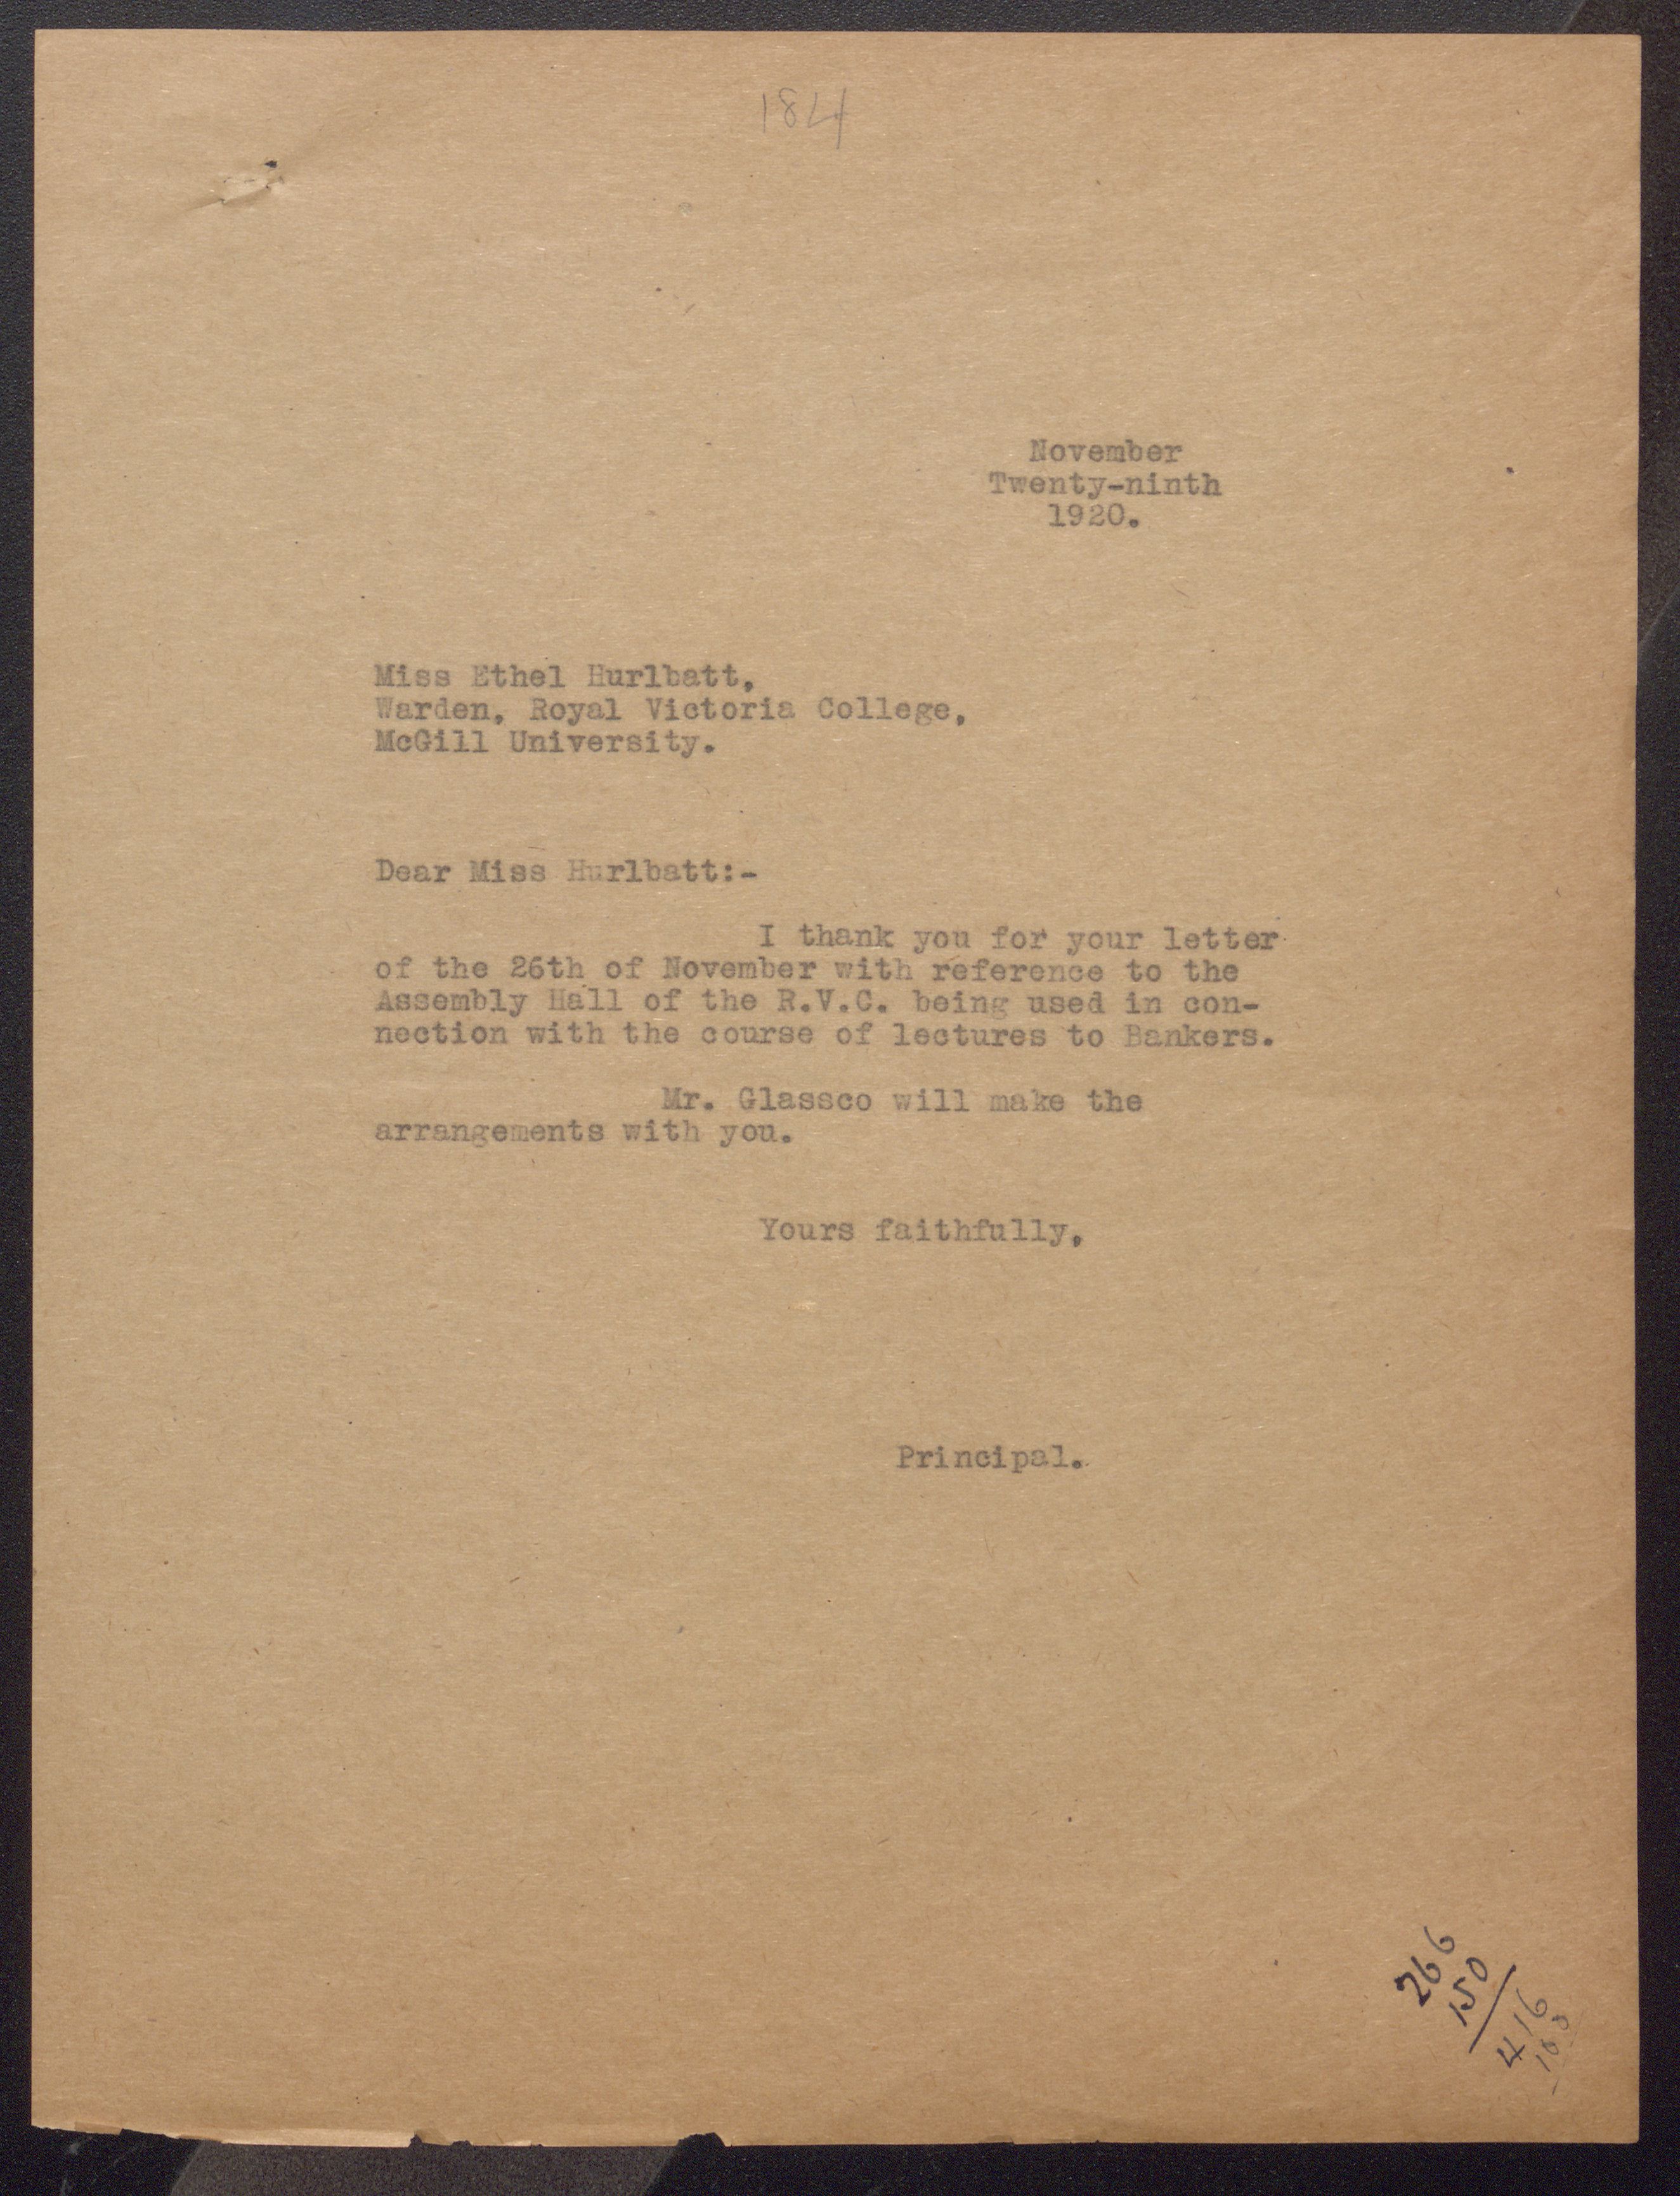 184
November
Twenty-ninth
1920.
Miss Ethel Hurlbatt,
Warden, Royal Victoria College,
McGill University.
Dear Miss Hurlbatt:-
I thank you for your letter
of the 26th of November with reference to the
Assembly Hall of the R.V.C. being used in con-
nection with the course of lectures to Bankers.
Mr. Glassco will make the
arrangements with you.
Yours faithfully,
Principal.
266
150
416